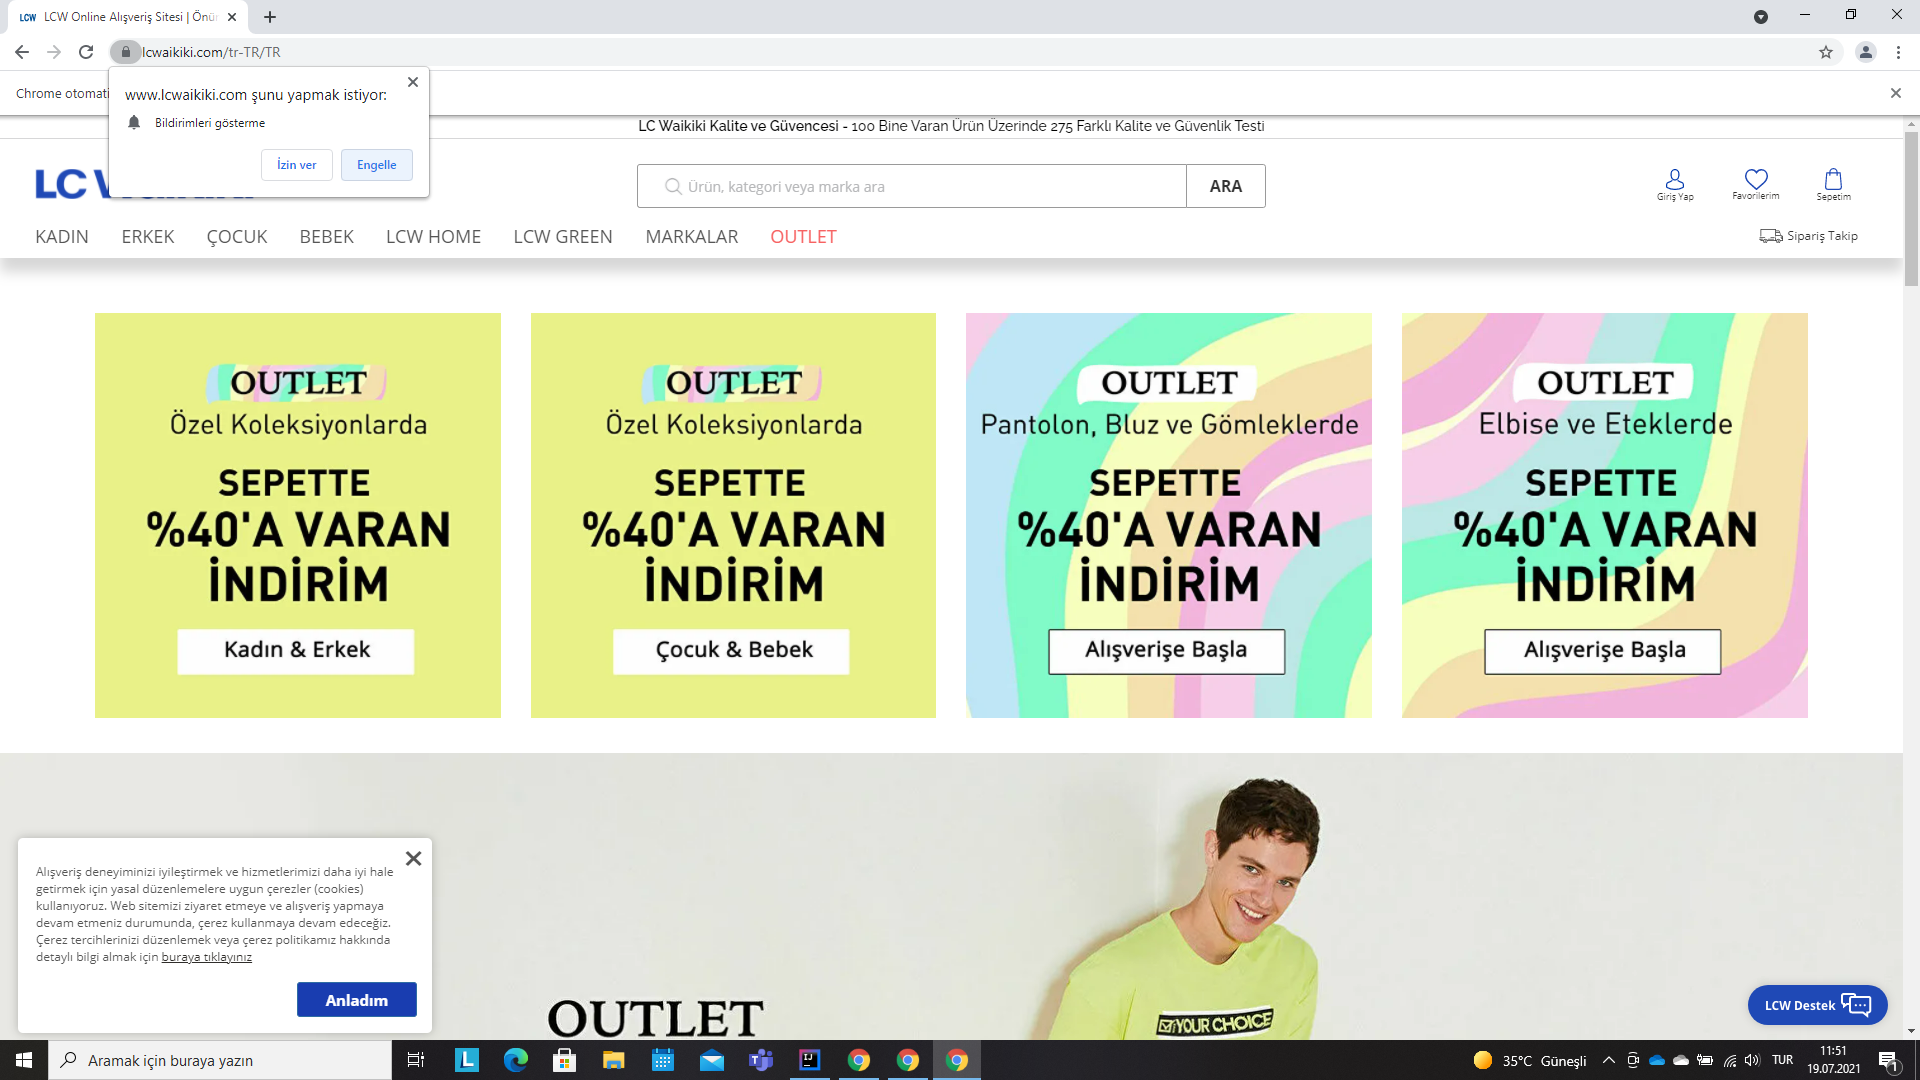 LCW Online Alışveriş Sitesi | Önü
lcwaikiki.com/tr-TR/TR
Chrome otomati
www.lcwaikiki.com şunu yapmak istiyor:
Bildirimleri gösterme
İzin ver
Engelle
LC Waikiki Kalite ve Güvencesi - 100 Bine Varan Ürün Üzerinde 275 Farklı Kalite ve Güvenlik Testi
LC
Ürün, kategori veya marka ara
ARA
Giriş Yap
Favorilerim
Sepetim
KADIN
ERKEK
ÇOCUK
BEBEK
LCW HOME
LCW GREEN
MARKALAR
OUTLET
Sipariş Takip
OUTLET
Özel Koleksiyonlarda
SEPETTE
%40'A VARAN
İNDİRİM
Kadın & Erkek
OUTLET
Özel Koleksiyonlarda
SEPETTE
%40'A VARAN
İNDİRİM
Çocuk & Bebek
OUTLET
Pantolon, Bluz ve Gömleklerde
SEPETTE
%40'A VARAN
İNDİRİM
Alışverişe Başla
OUTLET
Elbise ve Eteklerde
SEPETTE
%40'A VARAN
İNDİRİM
Alışverişe Başla
Alışveriş deneyiminizi iyileştirmek ve hizmetlerimizi daha iyi hale
getirmek için yasal düzenlemelere uygun çerezler (cookies)
kullanıyoruz. Web sitemizi ziyaret etmeye ve alışveriş yapmaya
devam etmeniz durumunda, çerez kullanmaya devam edeceğiz.
Çerez tercihlerinizi düzenlemek veya çerez politikamız hakkında
detaylı bilgi almak için buraya tıklayınız
Anladım
OUTLET
YOUR CHOICE
LCW Destek
Aramak için buraya yazın
35°C Güneşli
TUR
11:51
19.07.2021
1